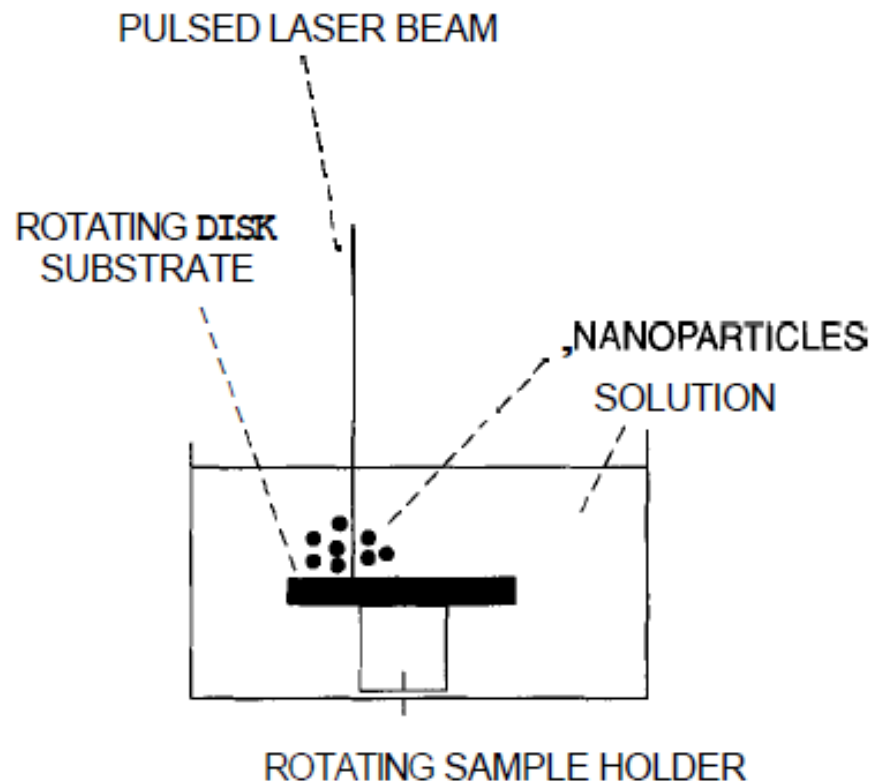 PULSED LASER BEAM
ROTATING DISK
SUBSTRATE
,NANOPARTICLES
SOLUTION
ROTATING SAMPLE HOLDER